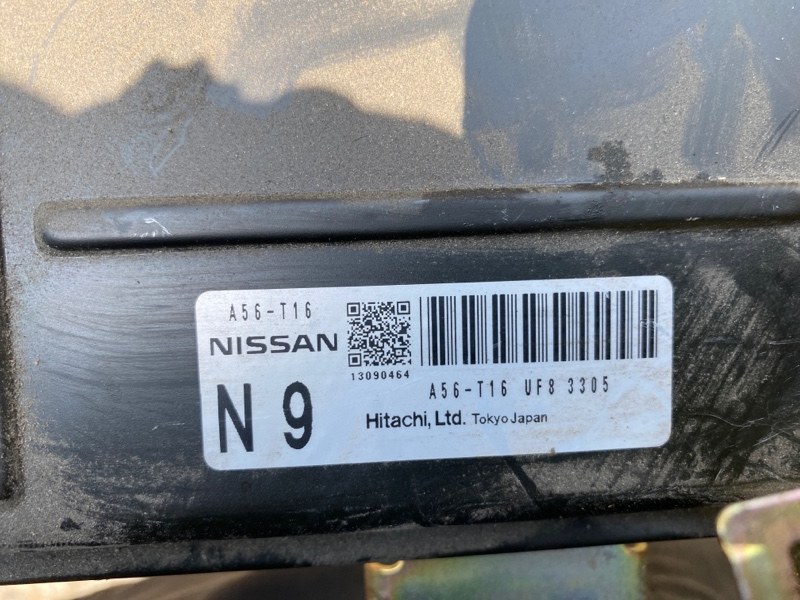 A56-T16
NISSAN
N9
13090464
A56-T16 UF8 3305
Hitachi, Ltd. Tokyo Japan